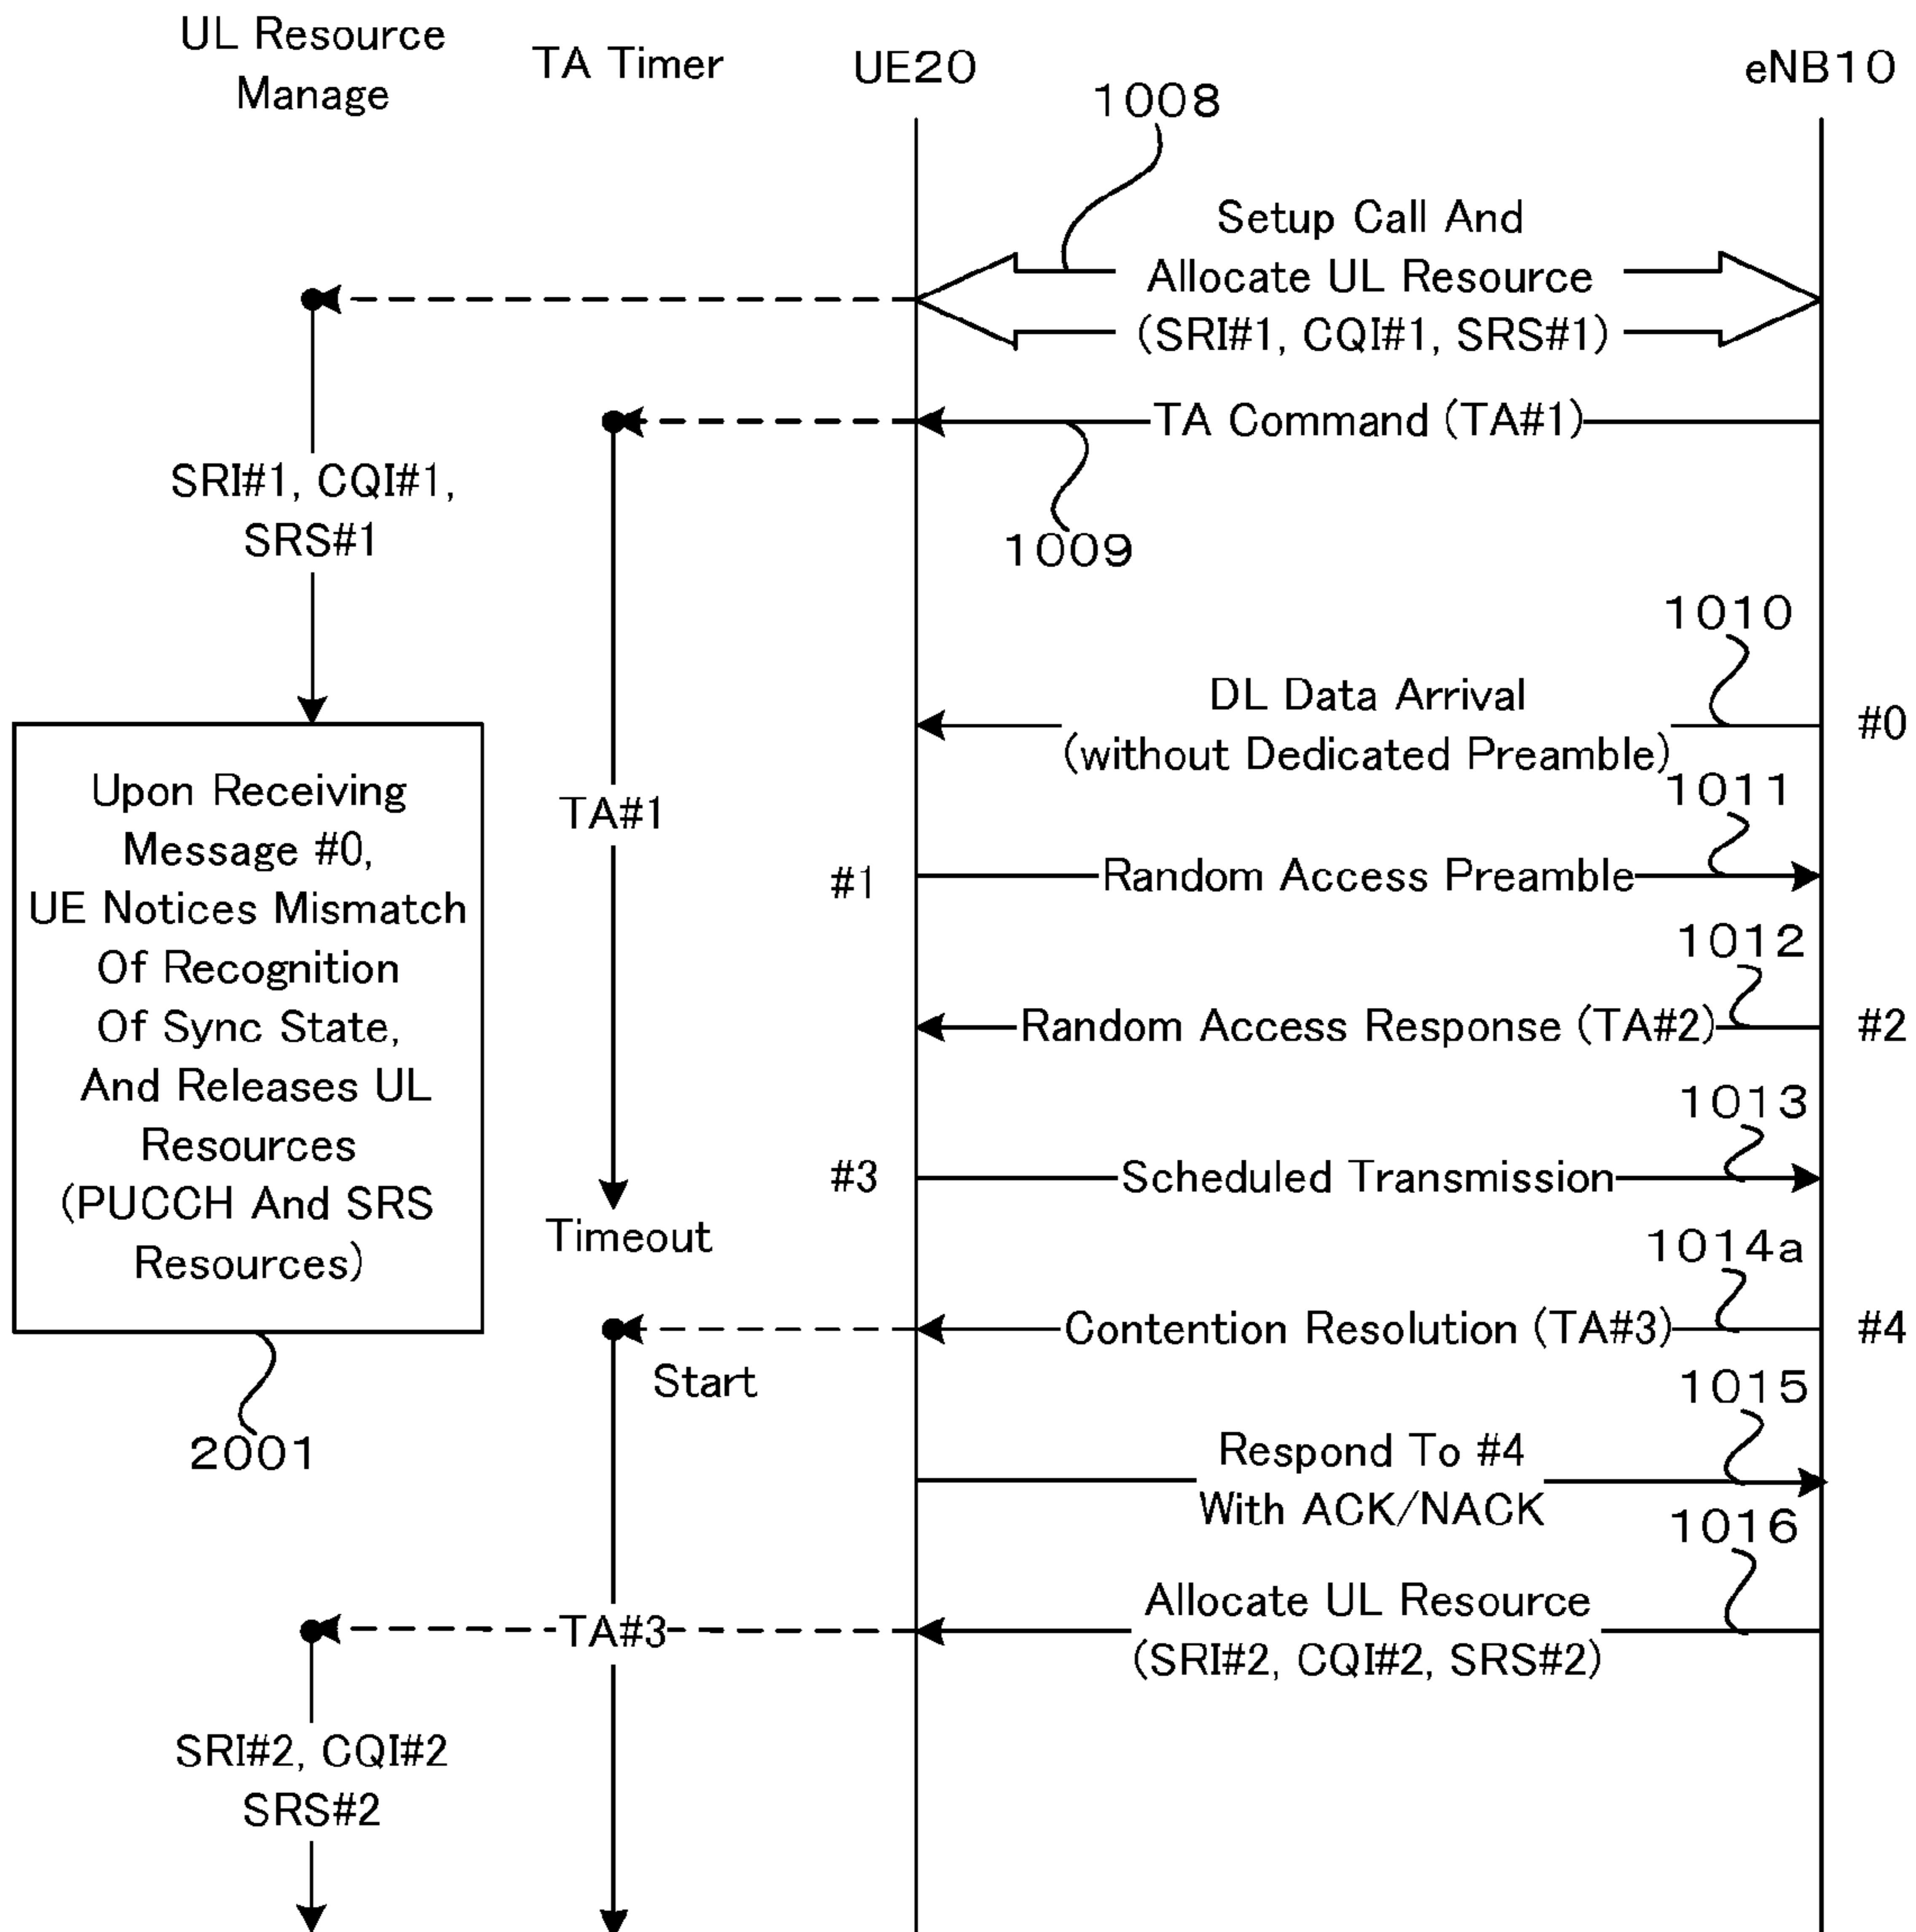 UL Resource
Manage
TA Timer
UE20
eNB10
1008
Setup Call And
Allocate UL Resource
(SRI#1, CQI#1, SRS#1)
TA Command (TA#1)
SRI#1, CQI#1,
SRS#1
1009
1010
DL Data Arrival
(without Dedicated Preamble)
#0
1011
Upon Receiving
Message #0,
UE Notices Mismatch
Of Recognition
Of Sync State,
And Releases UL
Resources
(PUCCH And SRS
Resources)
TA#1
#1
Random Access Preamble
1012
Random Access Response (TA#2)
#2
1013
#3
Scheduled Transmission
Timeout
1014a
Contention Resolution (TA#3)
#4
Start
1015
2001
Respond To #4
With ACK/NACK
1016
Allocate UL Resource
(SRI#2, CQI#2, SRS#2)
TA#3
SRI#2, CQI#2
SRS#2